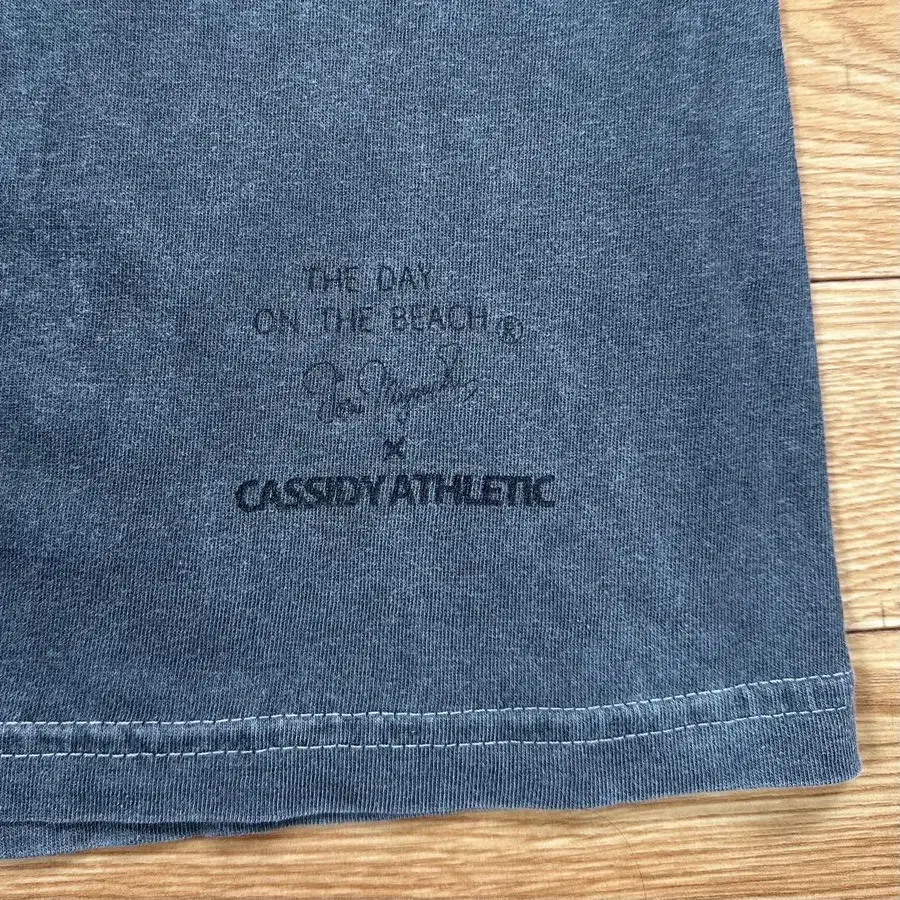 THE DAY
ON THE BEACH ®
×
CASSIDY ATHLETIC